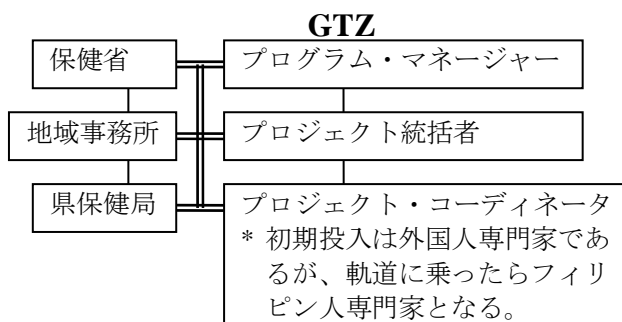 GTZ
保健省 プログラム・マネージャー
地域事務所 プロジェクト統括者
県保健局 プロジェクト・コーディネータ
* 初期投入は外国人専門家であ
るが、軌道に乗ったらフィリ
ピン人専門家となる。